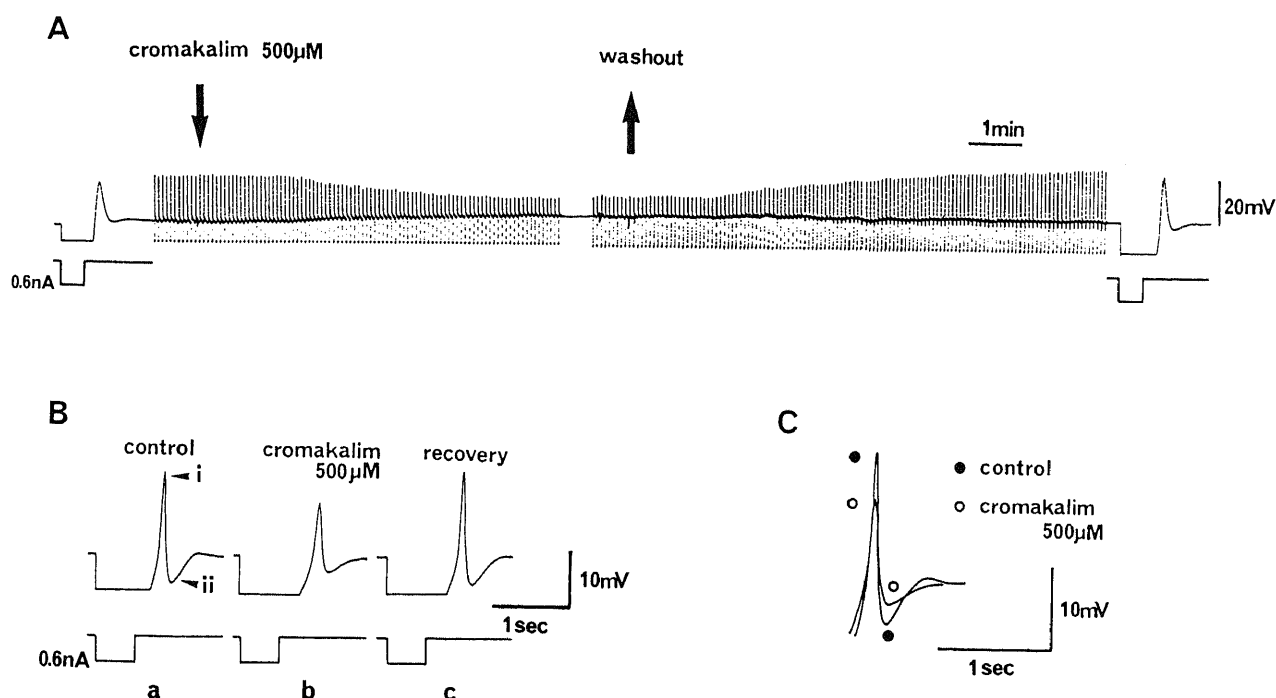 A
cromakalim 500µM
washout
1min
20mV
0.6nA
B
control
cromakalim
500µM
recovery
i
ii
10mV
1sec
0.6nA
a
b
c
C
control
cromakalim
500µM
10mV
1sec